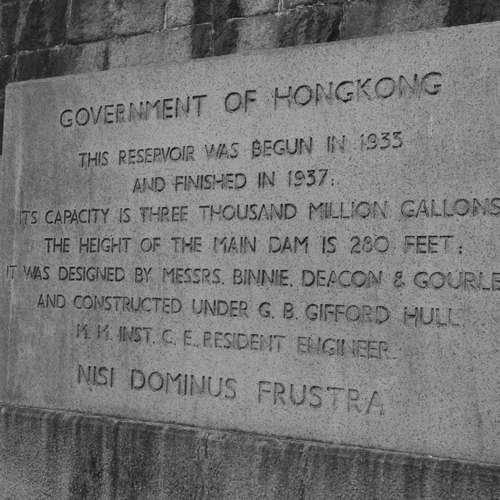 GOVERNMENT OF HONGKONG
THIS RESERVOIR WAS BEGUN IN 1933
AND FINISHED IN 1937;
ITS CAPACITY IS THREE THOUSAND MILLION GALLONS
THE HEIGHT OF THE MAIN DAM IS 280 FEET;
IT WAS DESIGNED BY MESSRS. BINNIE, DEACON & GOURLE
AND CONSTRUCTED UNDER G. B. GIFFORD HULL,
M. M. INST. C. E., RESIDENT ENGINEER.
NISI DOMINUS FRUSTRA